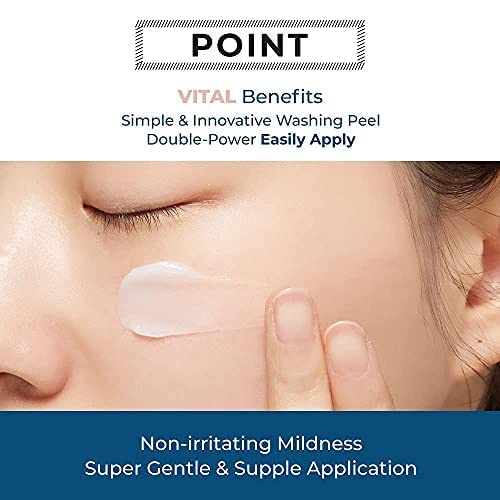 POINT
VITAL Benefits
Simple & Innovative Washing Peel
Double-Power Easily Apply
Non-irritating Mildness
Super Gentle & Supple Application